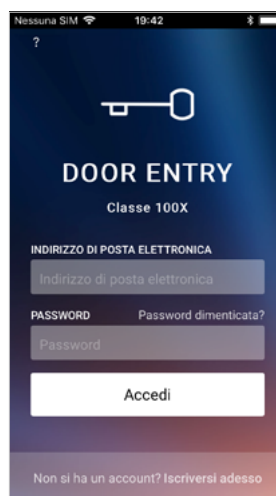 Nessuna SIM 19:42
?
DOOR ENTRY
Classe 100X
INDIRIZZO DI POSTA ELETTRONICA
Indirizzo di posta elettronica
PASSWORD Password dimenticata?
Password
Accedi
Non si ha un account? Iscriversi adesso